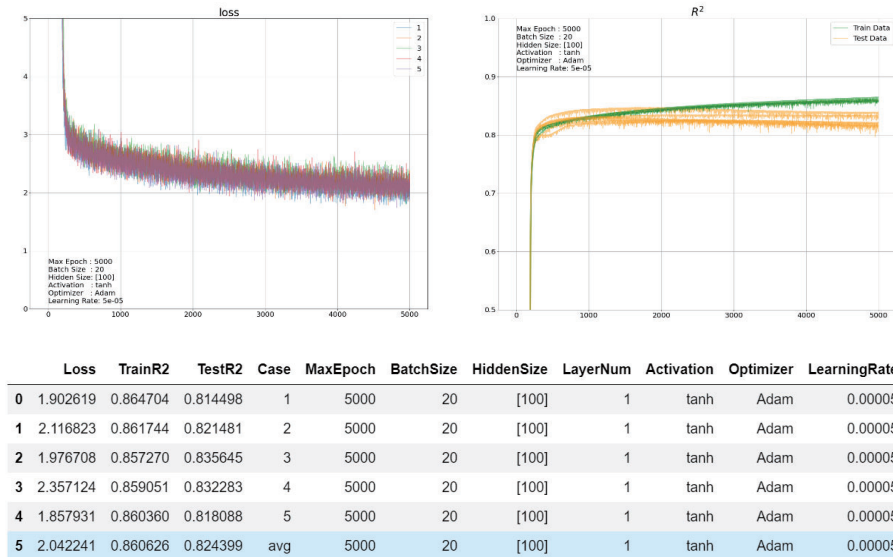 loss
5
4
3
2
1
0
0 1000 2000 3000 4000 5000
1
2
3
4
5
Max Epoch : 5000
Batch Size : 20
Hidden Size: [100]
Activation : tanh
Optimizer : Adam
Learning Rate: 5e-05
R²
1.0
0.9
0.8
0.7
0.6
0.5
0 1000 2000 3000 4000 5000
Max Epoch : 5000
Batch Size : 20
Hidden Size: [100]
Activation : tanh
Optimizer : Adam
Learning Rate: 5e-05
Train Data
Test Data
Loss TrainR2 TestR2 Case MaxEpoch BatchSize HiddenSize LayerNum Activation Optimizer LearningRate
0 1.902619 0.864704 0.814498 1 5000 20 [100] 1 tanh Adam 0.00005
1 2.116823 0.861744 0.821481 2 5000 20 [100] 1 tanh Adam 0.00005
2 1.976708 0.857270 0.835645 3 5000 20 [100] 1 tanh Adam 0.00005
3 2.357124 0.859051 0.832283 4 5000 20 [100] 1 tanh Adam 0.00005
4 1.857931 0.860360 0.818088 5 5000 20 [100] 1 tanh Adam 0.00005
5 2.042241 0.860626 0.824399 avg 5000 20 [100] 1 tanh Adam 0.00005